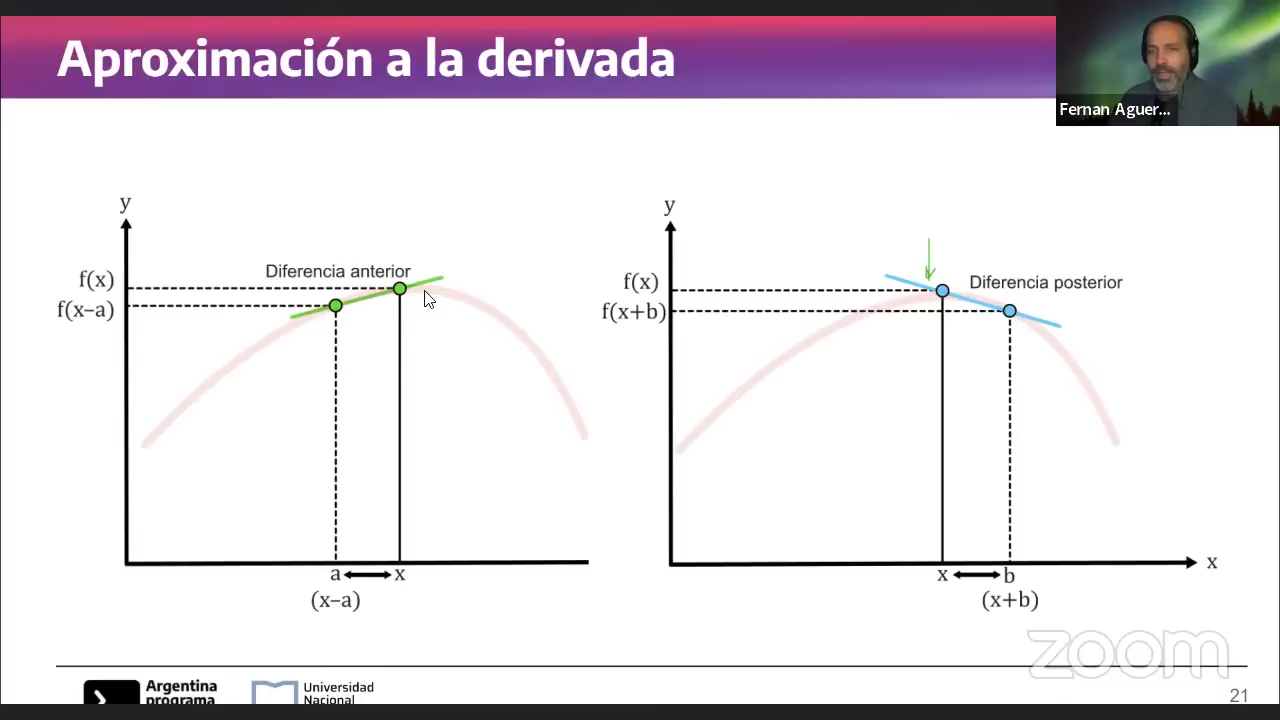 Aproximación a la derivada
Fernan Aguer...
y
f(x)
f(x–a)
Diferencia anterior
a
x
(x–a)
y
f(x)
f(x+b)
Diferencia posterior
x
b
x
(x+b)
zoom
Argentina
programa
Universidad
Nacional
21